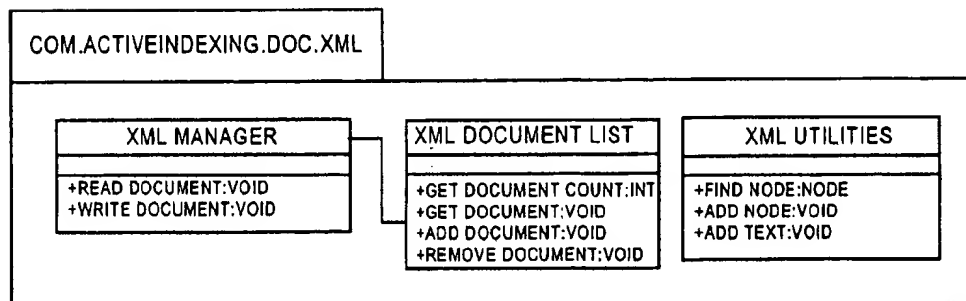 COM.ACTIVEINDEXING.DOC.XML
XML MANAGER
+READ DOCUMENT:VOID
+WRITE DOCUMENT:VOID
XML DOCUMENT LIST
+GET DOCUMENT COUNT:INT
+GET DOCUMENT:VOID
+ADD DOCUMENT:VOID
+REMOVE DOCUMENT:VOID
XML UTILITIES
+FIND NODE:NODE
+ADD NODE:VOID
+ADD TEXT:VOID